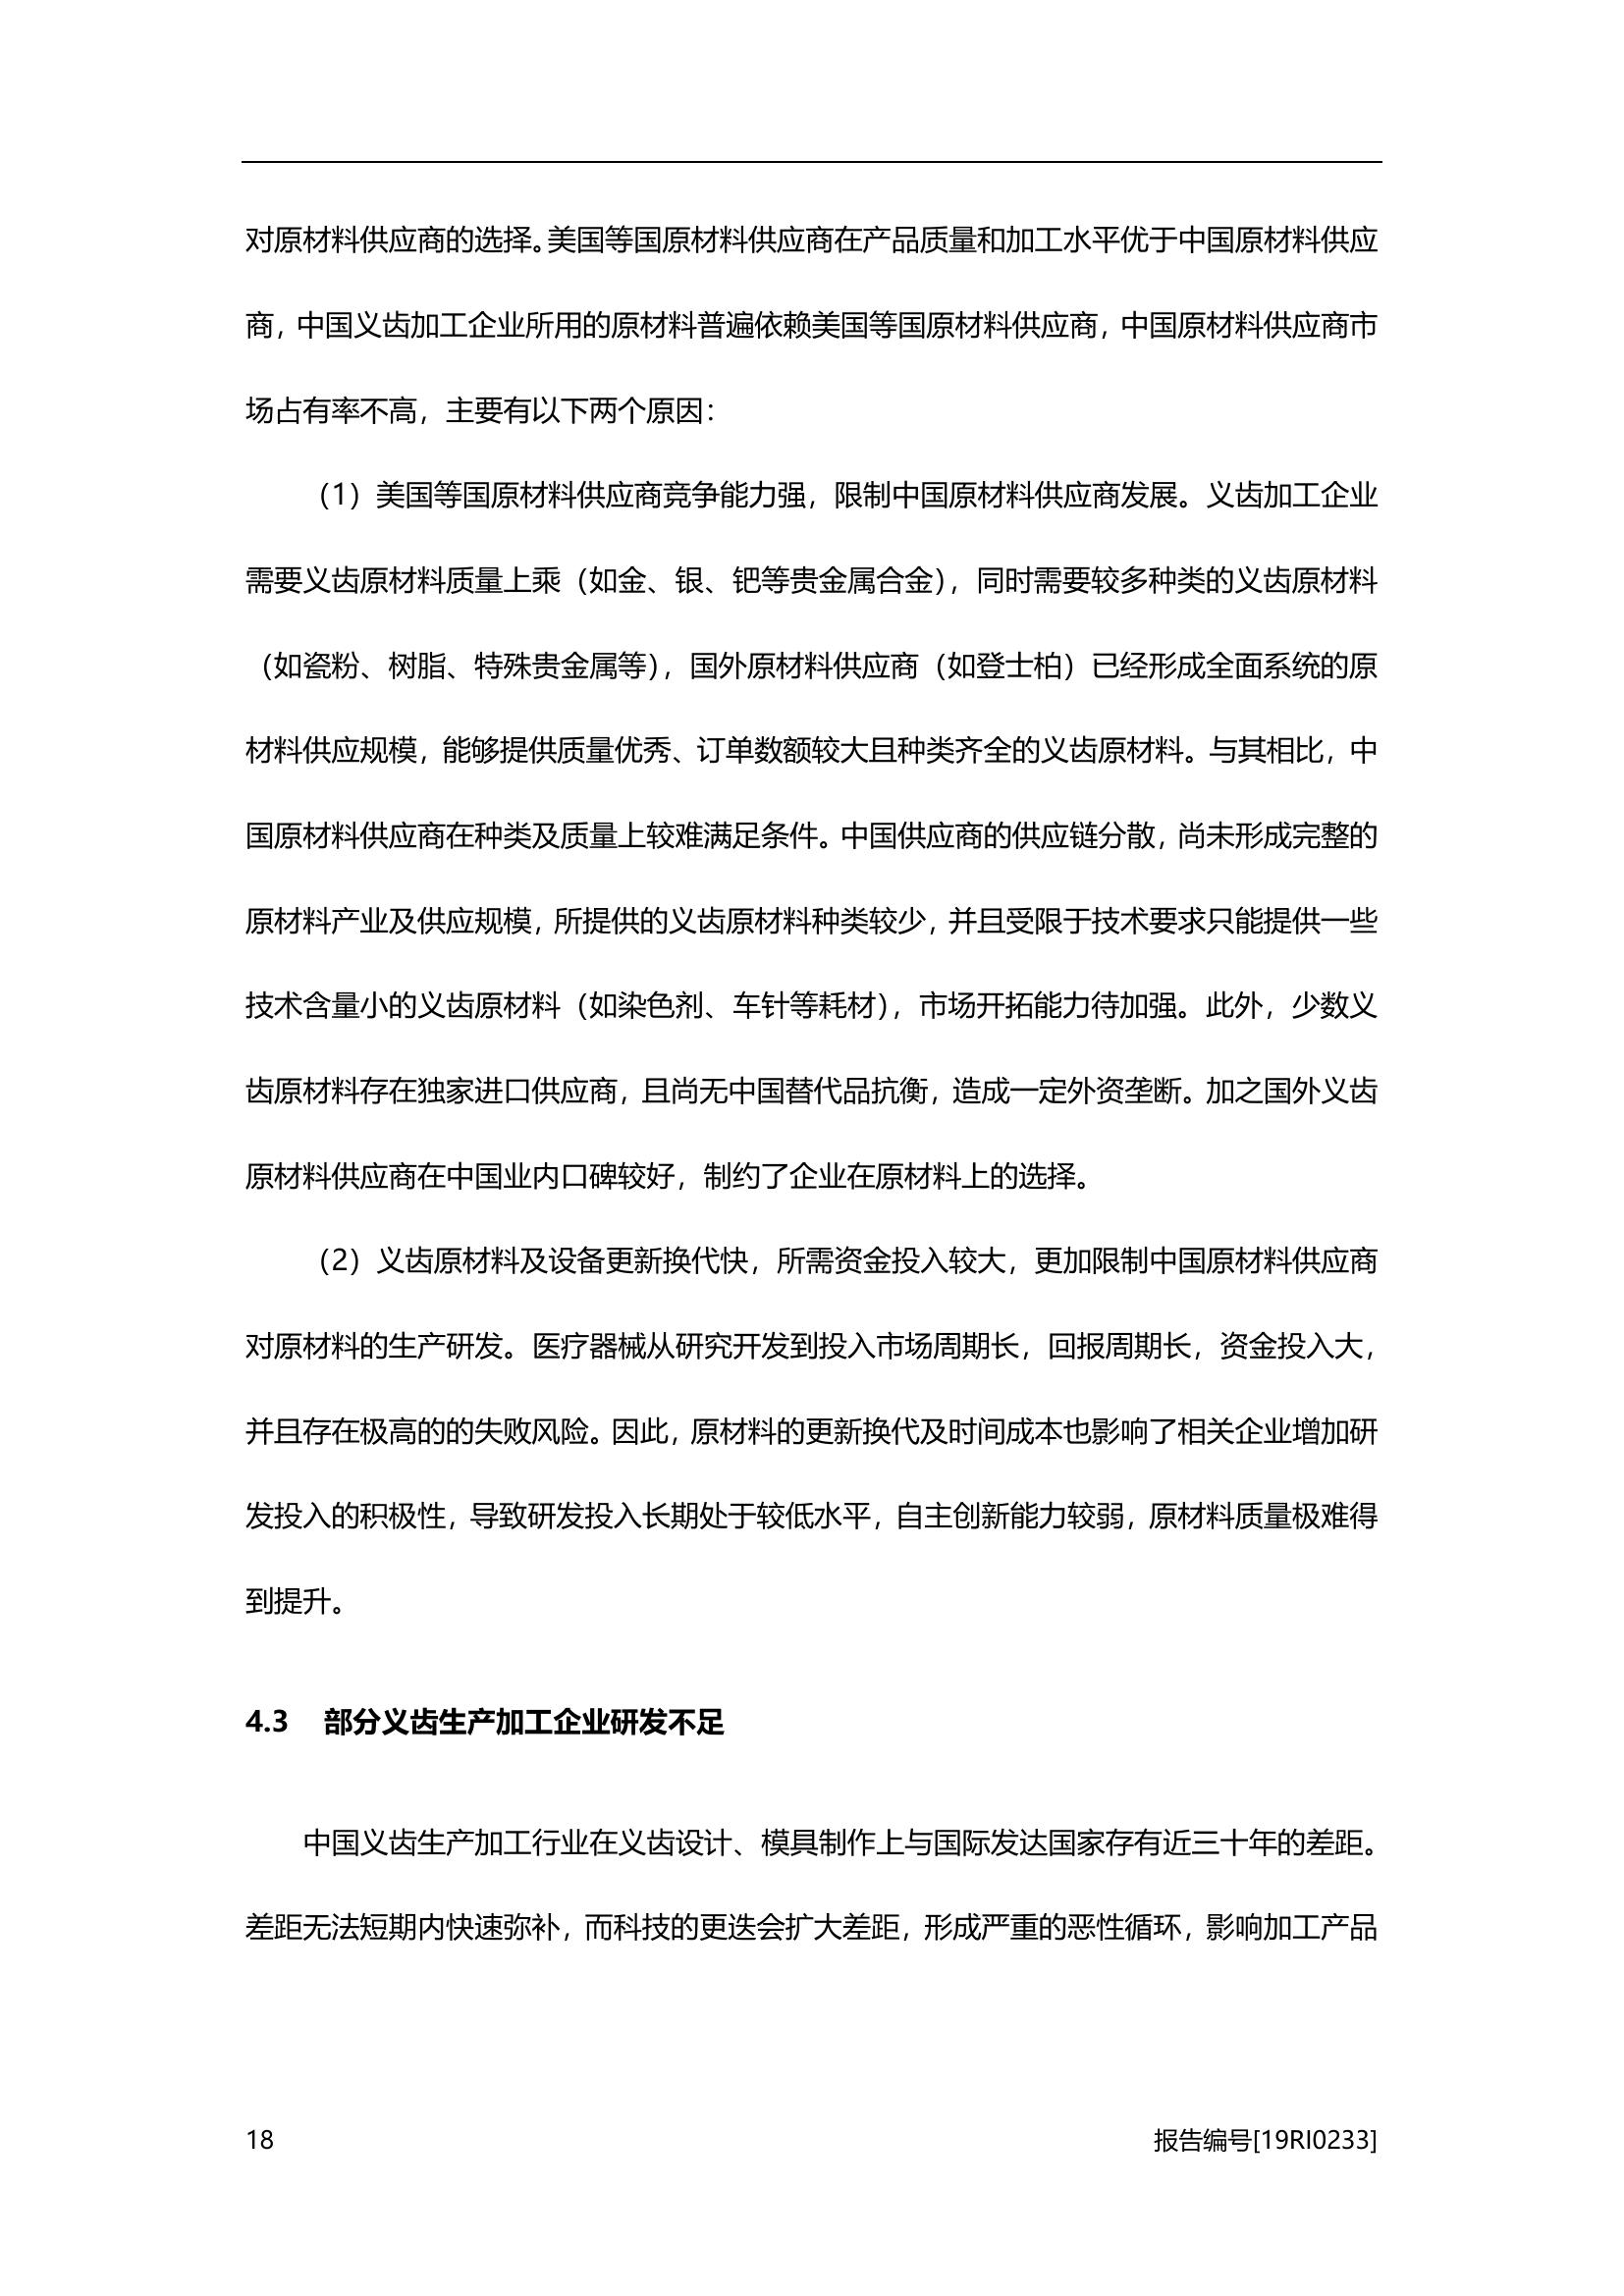 对原材料供应商的选择。美国等国原材料供应商在产品质量和加工水平优于中国原材料供应
商，中国义齿加工企业所用的原材料普遍依赖美国等国原材料供应商，中国原材料供应商市
场占有率不高，主要有以下两个原因：
（1）美国等国原材料供应商竞争能力强，限制中国原材料供应商发展。义齿加工企业
需要义齿原材料质量上乘（如金、银、钯等贵金属合金），同时需要较多种类的义齿原材料
（如瓷粉、树脂、特殊贵金属等），国外原材料供应商（如登士柏）已经形成全面系统的原
材料供应规模，能够提供质量优秀、订单数额较大且种类齐全的义齿原材料。与其相比，中
国原材料供应商在种类及质量上较难满足条件。中国供应商的供应链分散，尚未形成完整的
原材料产业及供应规模，所提供的义齿原材料种类较少，并且受限于技术要求只能提供一些
技术含量小的义齿原材料（如染色剂、车针等耗材），市场开拓能力待加强。此外，少数义
齿原材料存在独家进口供应商，且尚无中国替代品抗衡，造成一定外资垄断。加之国外义齿
原材料供应商在中国业内口碑较好，制约了企业在原材料上的选择。
（2）义齿原材料及设备更新换代快，所需资金投入较大，更加限制中国原材料供应商
对原材料的生产研发。医疗器械从研究开发到投入市场周期长，回报周期长，资金投入大，
并且存在极高的的失败风险。因此，原材料的更新换代及时间成本也影响了相关企业增加研
发投入的积极性，导致研发投入长期处于较低水平，自主创新能力较弱，原材料质量极难得
到提升。
4.3 部分义齿生产加工企业研发不足
中国义齿生产加工行业在义齿设计、模具制作上与国际发达国家存有近三十年的差距。
差距无法短期内快速弥补，而科技的更迭会扩大差距，形成严重的恶性循环，影响加工产品
18 报告编号[19RI0233]